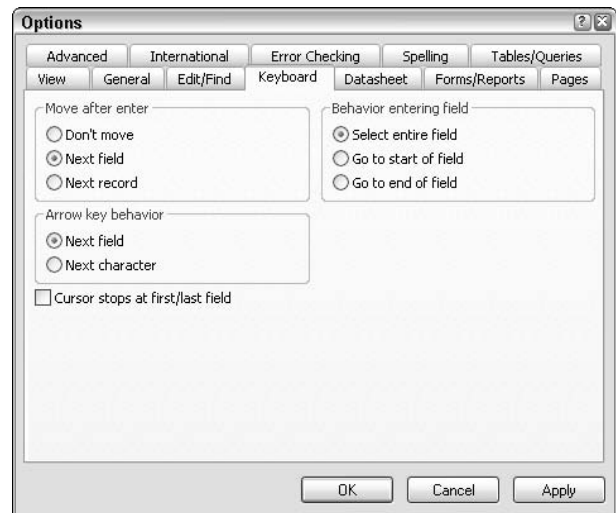 Options
Advanced International Error Checking Spelling Tables/Queries
View General Edit/Find Keyboard Datasheet Forms/Reports Pages
Move after enter
Don't move
Next field
Next record
Behavior entering field
Select entire field
Go to start of field
Go to end of field
Arrow key behavior
Next field
Next character
Cursor stops at first/last field
OK Cancel Apply